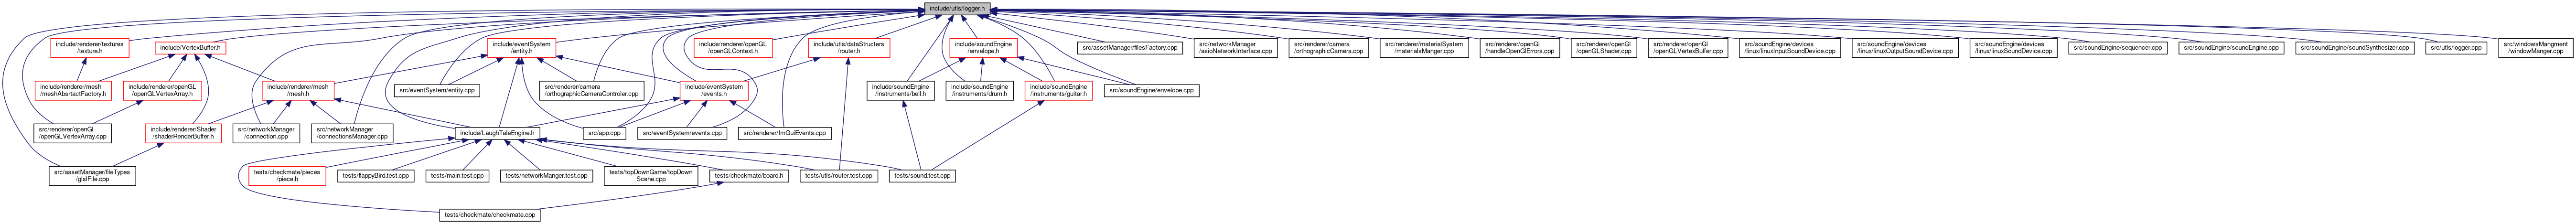 include/utls/logger.h
include/renderer/textures
/texture.h
include/VertexBuffer.h
include/eventSystem
/entity.h
include/renderer/openGL
/openGLContext.h
include/utls/dataStructers
/router.h
include/soundEngine
/envelope.h
src/assetManager/filesFactory.cpp
src/networkManager
/asioNetworkInterface.cpp
src/renderer/camera
/orthographicCamera.cpp
src/renderer/materialSystem
/materialsManger.cpp
src/renderer/openGl
/handleOpenGlErrors.cpp
src/renderer/openGl
/openGLShader.cpp
src/renderer/openGl
/openGLVertexBuffer.cpp
src/soundEngine/devices
/linux/linuxInputSoundDevice.cpp
src/soundEngine/devices
/linux/linuxOutputSoundDevice.cpp
src/soundEngine/devices
/linux/linuxSoundDevice.cpp
src/soundEngine/sequencer.cpp
src/soundEngine/soundEngine.cpp
src/soundEngine/soundSynthesizer.cpp
src/utls/logger.cpp
src/windowsMangment
/windowManger.cpp
include/renderer/mesh
/meshAbsrtactFactory.h
include/renderer/openGL
/openGLVertexArray.h
include/renderer/mesh
/mesh.h
src/eventSystem/entity.cpp
src/renderer/camera
/orthographicCameraControler.cpp
include/eventSystem
/events.h
include/soundEngine
/instruments/bell.h
include/soundEngine
/instruments/drum.h
include/soundEngine
/instruments/guitar.h
src/soundEngine/envelope.cpp
src/renderer/openGl
/openGLVertexArray.cpp
include/renderer/Shader
/shaderRenderBuffer.h
src/networkManager
/connection.cpp
src/networkManager
/connectionsManager.cpp
include/LaughTaleEngine.h
src/app.cpp
src/eventSystem/events.cpp
src/renderer/ImGuiEvents.cpp
src/assetManager/fileTypes
/glslFile.cpp
tests/checkmate/pieces
/piece.h
tests/flappyBird.test.cpp
tests/main.test.cpp
tests/networkManger.test.cpp
tests/topDownGame/topDown
Scene.cpp
tests/checkmate/board.h
tests/utls/router.test.cpp
tests/sound.test.cpp
tests/checkmate/checkmate.cpp